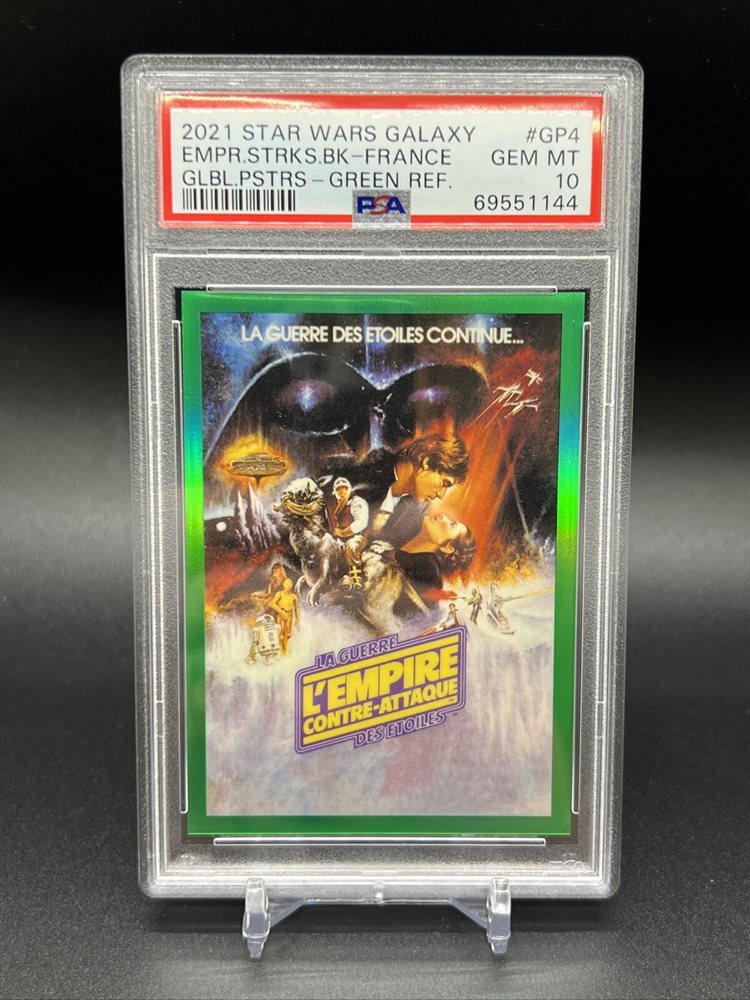 2021 STAR WARS GALAXY #GP4
EMPR.STRKS.BK-FRANCE GEM MT
GLBL.PSTRS-GREEN REF. 10
PSA 69551144
LA GUERRE DES ETOILES CONTINUE...
LA GUERRE
L'EMPIRE
CONTRE-ATTAQUE
DES ETOILES